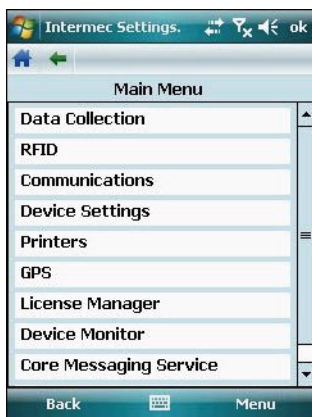 Intermec Settings. ok
Main Menu
Data Collection
RFID
Communications
Device Settings
Printers
GPS
License Manager
Device Monitor
Core Messaging Service
Back Menu